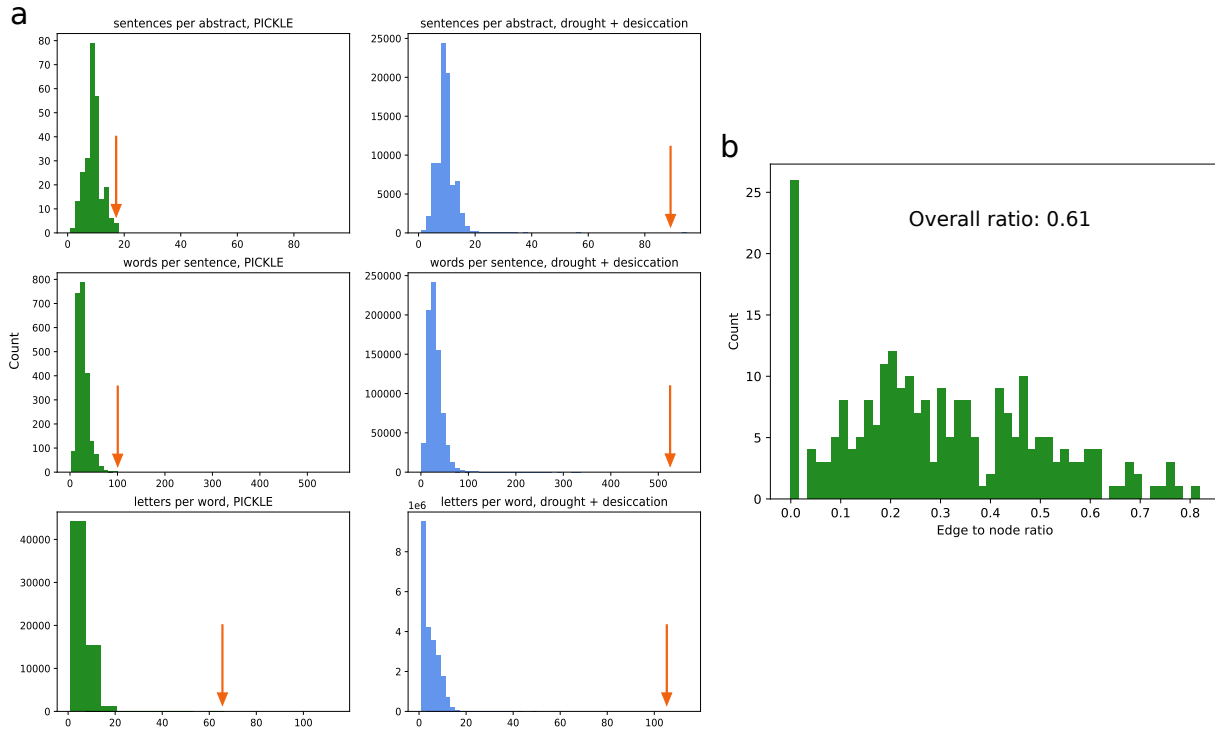 a
sentences per abstract, PICKLE
80
70
60
50
40
30
20
10
0
0 20 40 60 80
sentences per abstract, drought + desiccation
25000
20000
15000
10000
5000
0
0 20 40 60 80
Count
words per sentence, PICKLE
800
700
600
500
400
300
200
100
0
0 100 200 300 400 500
words per sentence, drought + desiccation
250000
200000
150000
100000
50000
0
0 100 200 300 400 500
letters per word, PICKLE
40000
30000
20000
10000
0
0 20 40 60 80 100
letters per word, drought + desiccation
1e6
8
6
4
2
0
0 20 40 60 80 100
b
Overall ratio: 0.61
Count
25
20
15
10
5
0
0.0 0.1 0.2 0.3 0.4 0.5 0.6 0.7 0.8
Edge to node ratio